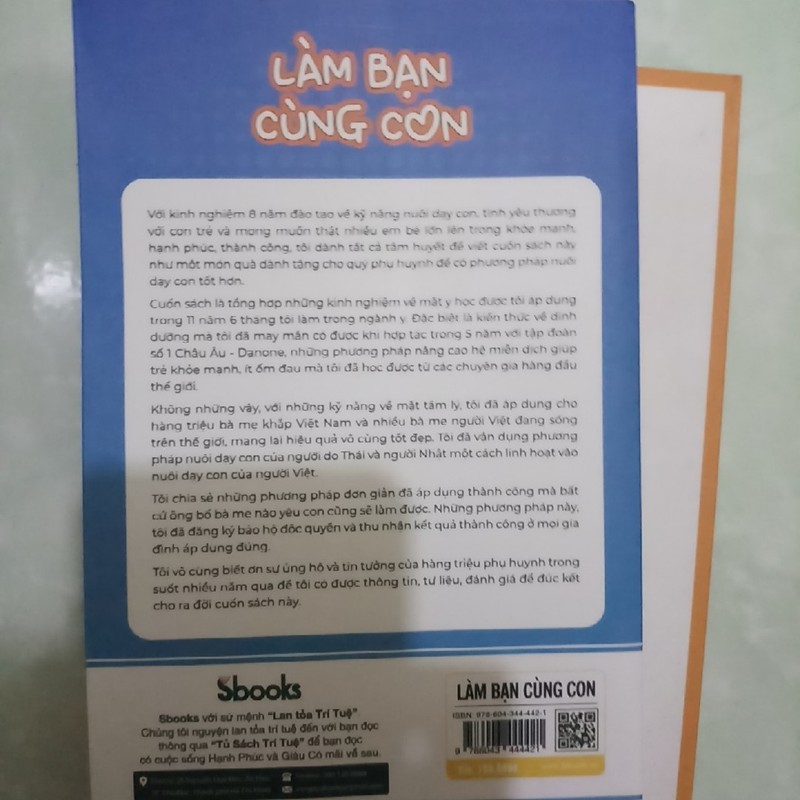 LÀM BẠN
CÙNG CON
Với kinh nghiệm 8 năm đào tạo về kỹ năng nuôi dạy con, tình yêu thương
với con trẻ và mong muốn thật nhiều em bé lớn lên trong khỏe mạnh,
hạnh phúc, thành công, tôi dành tất cả tâm huyết để viết cuốn sách này
như một món quà dành tặng cho quý phụ huynh để có phương pháp nuôi
dạy con tốt hơn.
Cuốn sách là tổng hợp những kinh nghiệm về mặt y học được tôi áp dụng
trong 11 năm 6 tháng tôi làm trong ngành y. Đặc biệt là kiến thức về dinh
dưỡng mà tôi đã may mắn có được khi hợp tác trong 5 năm với tập đoàn
số 1 Châu Âu - Danone, những phương pháp nâng cao hệ miễn dịch giúp
trẻ khỏe mạnh, ít ốm đau mà tôi đã học được từ các chuyên gia hàng đầu
thế giới.
Không những vậy, với những kỹ năng về mặt tâm lý, tôi đã áp dụng cho
hàng triệu bà mẹ khắp Việt Nam và nhiều bà mẹ người Việt đang sống
trên thế giới, mang lại hiệu quả vô cùng tốt đẹp. Tôi đã vận dụng phương
pháp nuôi dạy con của người do Thái và người Nhật một cách linh hoạt vào
nuôi dạy con của người Việt.
Tôi chia sẻ những phương pháp đơn giản đã áp dụng thành công mà bất
cứ ông bố bà mẹ nào yêu con cũng sẽ làm được. Những phương pháp này,
tôi đã đăng ký bảo hộ độc quyền và thu nhận kết quả thành công ở mọi gia
đình áp dụng đúng.
Tôi vô cùng biết ơn sự ủng hộ và tin tưởng của hàng triệu phụ huynh trong
suốt nhiều năm qua để tôi có được thông tin, tư liệu, đánh giá để đúc kết
cho ra đời cuốn sách này.
Sbooks
Sbooks với sứ mệnh "Lan tỏa Trí Tuệ"
Chúng tôi nguyện lan tỏa trí tuệ đến với bạn đọc
thông qua "Tủ Sách Trí Tuệ" để bạn đọc
có cuộc sống Hạnh Phúc và Giàu Có mãi về sau.
LÀM BẠN CÙNG CON
ISBN: 978-604-344-442-1
9 786043 444421